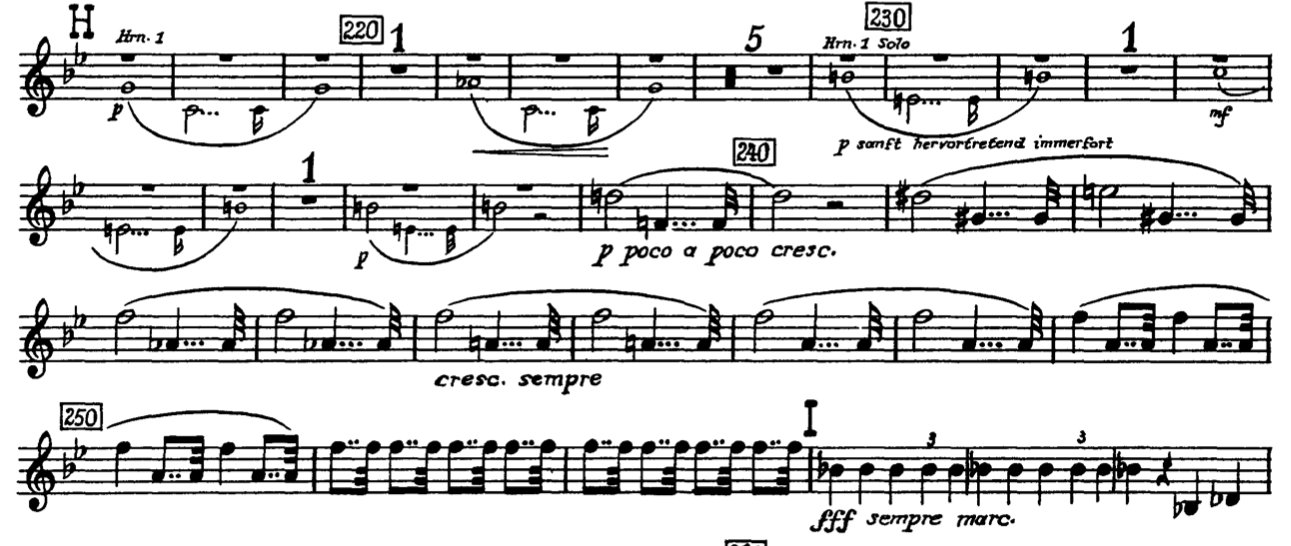 H Hrn. 1 220 1 5 Hrn. 1 Solo 230 1
p mf
p sanft hervortretend immerfort
1 240
p p poco a poco cresc.
cresc. sempre
250 I
3 3
fff sempre marc.